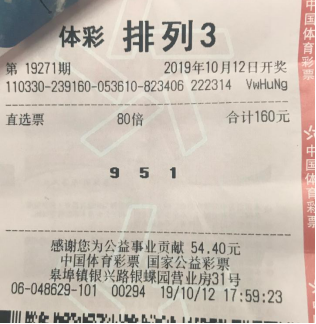 体彩 排列3
第 19271期 2019年10月12日开奖
110330-239160-053610-823406 222314 VwHuNg
直选票 80倍 合计160元
9 5 1
感谢您为公益事业贡献 54.40元
中国体育彩票 国家公益彩票
皋埠镇银兴路银蝶园营业房31号
06-048629-101 00294 19/10/12 17:59:23
中国体育彩票
中国体育彩